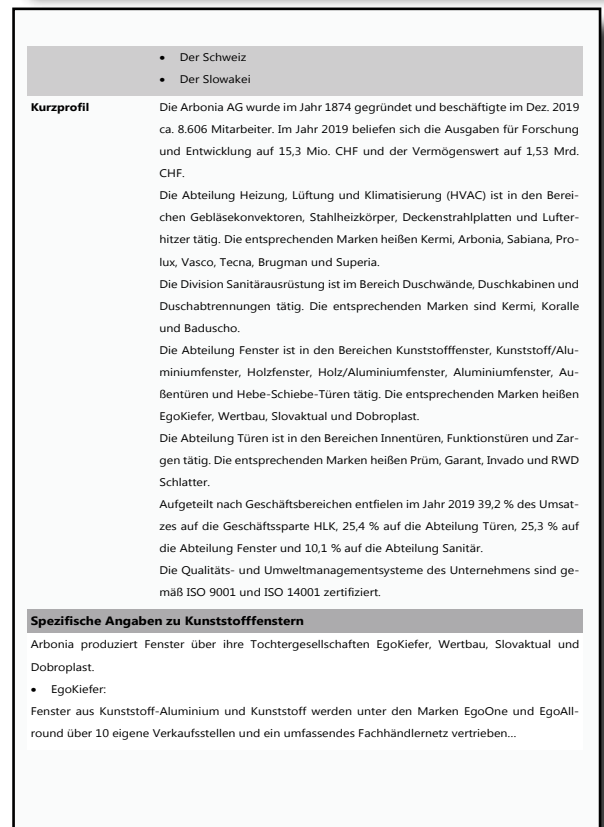 • Der Schweiz
• Der Slowakei
Kurzprofil
Die Arbonia AG wurde im Jahr 1874 gegründet und beschäftigte im Dez. 2019
ca. 8.606 Mitarbeiter. Im Jahr 2019 beliefen sich die Ausgaben für Forschung
und Entwicklung auf 15,3 Mio. CHF und der Vermögenswert auf 1,53 Mrd.
CHF.
Die Abteilung Heizung, Lüftung und Klimatisierung (HVAC) ist in den Berei-
chen Gebläsekonvektoren, Stahlheizkörper, Deckenstrahlplatten und Lufter-
hitzer tätig. Die entsprechenden Marken heißen Kermi, Arbonia, Sabiana, Pro-
lux, Vasco, Tecna, Brugman und Superia.
Die Division Sanitärausrüstung ist im Bereich Duschwände, Duschkabinen und
Duschabtrennungen tätig. Die entsprechenden Marken sind Kermi, Koralle
und Baduscho.
Die Abteilung Fenster ist in den Bereichen Kunststofffenster, Kunststoff/Alu-
miniumfenster, Holzfenster, Holz/Aluminiumfenster, Aluminiumfenster, Au-
ßentüren und Hebe-Schiebe-Türen tätig. Die entsprechenden Marken heißen
EgoKiefer, Wertbau, Slovaktual und Dobroplast.
Die Abteilung Türen ist in den Bereichen Innentüren, Funktionstüren und Zar-
gen tätig. Die entsprechenden Marken heißen Prüm, Garant, Invado und RWD
Schlatter.
Aufgeteilt nach Geschäftsbereichen entfielen im Jahr 2019 39,2 % des Umsat-
zes auf die Geschäftssparte HLK, 25,4 % auf die Abteilung Türen, 25,3 % auf
die Abteilung Fenster und 10,1 % auf die Abteilung Sanitär.
Die Qualitäts- und Umweltmanagementsysteme des Unternehmens sind ge-
mäß ISO 9001 und ISO 14001 zertifiziert.
Spezifische Angaben zu Kunststofffenstern
Arbonia produziert Fenster über ihre Tochtergesellschaften EgoKiefer, Wertbau, Slovaktual und
Dobroplast.
• EgoKiefer:
Fenster aus Kunststoff-Aluminium und Kunststoff werden unter den Marken EgoOne und EgoAll-
round über 10 eigene Verkaufsstellen und ein umfassendes Fachhändlernetz vertrieben...